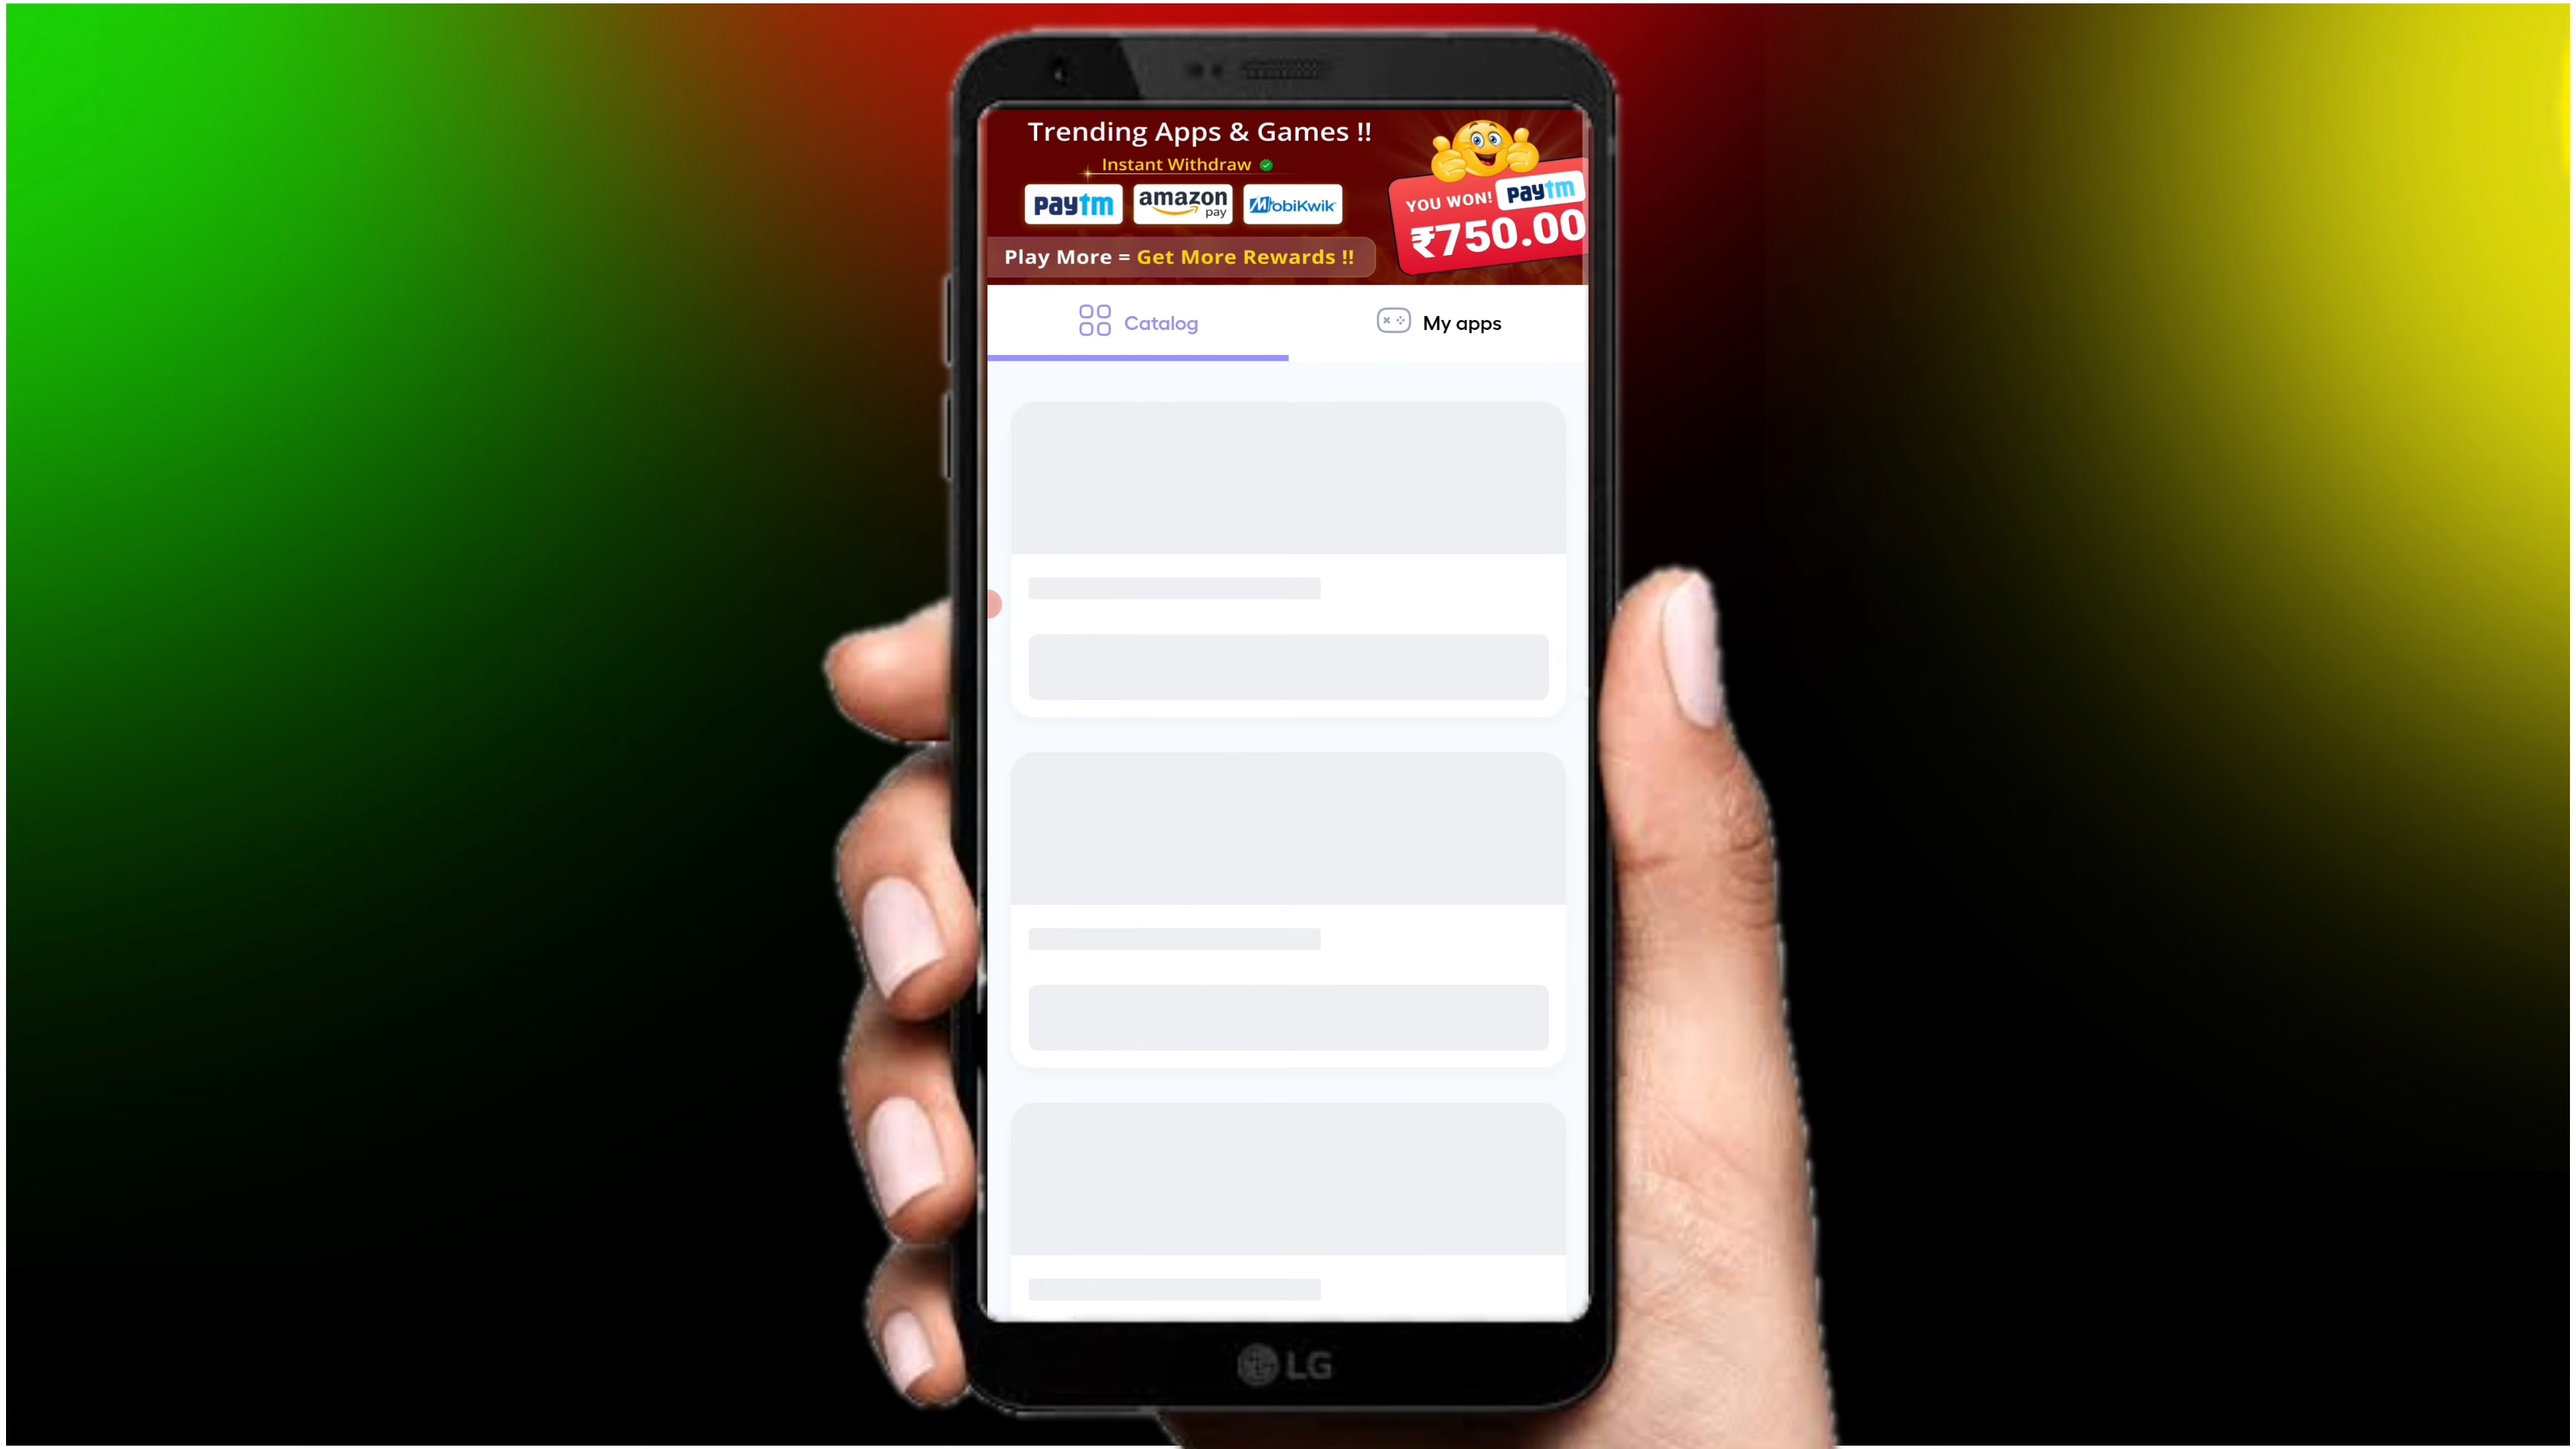 Trending Apps & Games !!
Instant Withdraw
paytm amazon pay MobiKwik
YOU WON! paytm
₹750.00
Play More = Get More Rewards !!
Catalog
My apps
LG